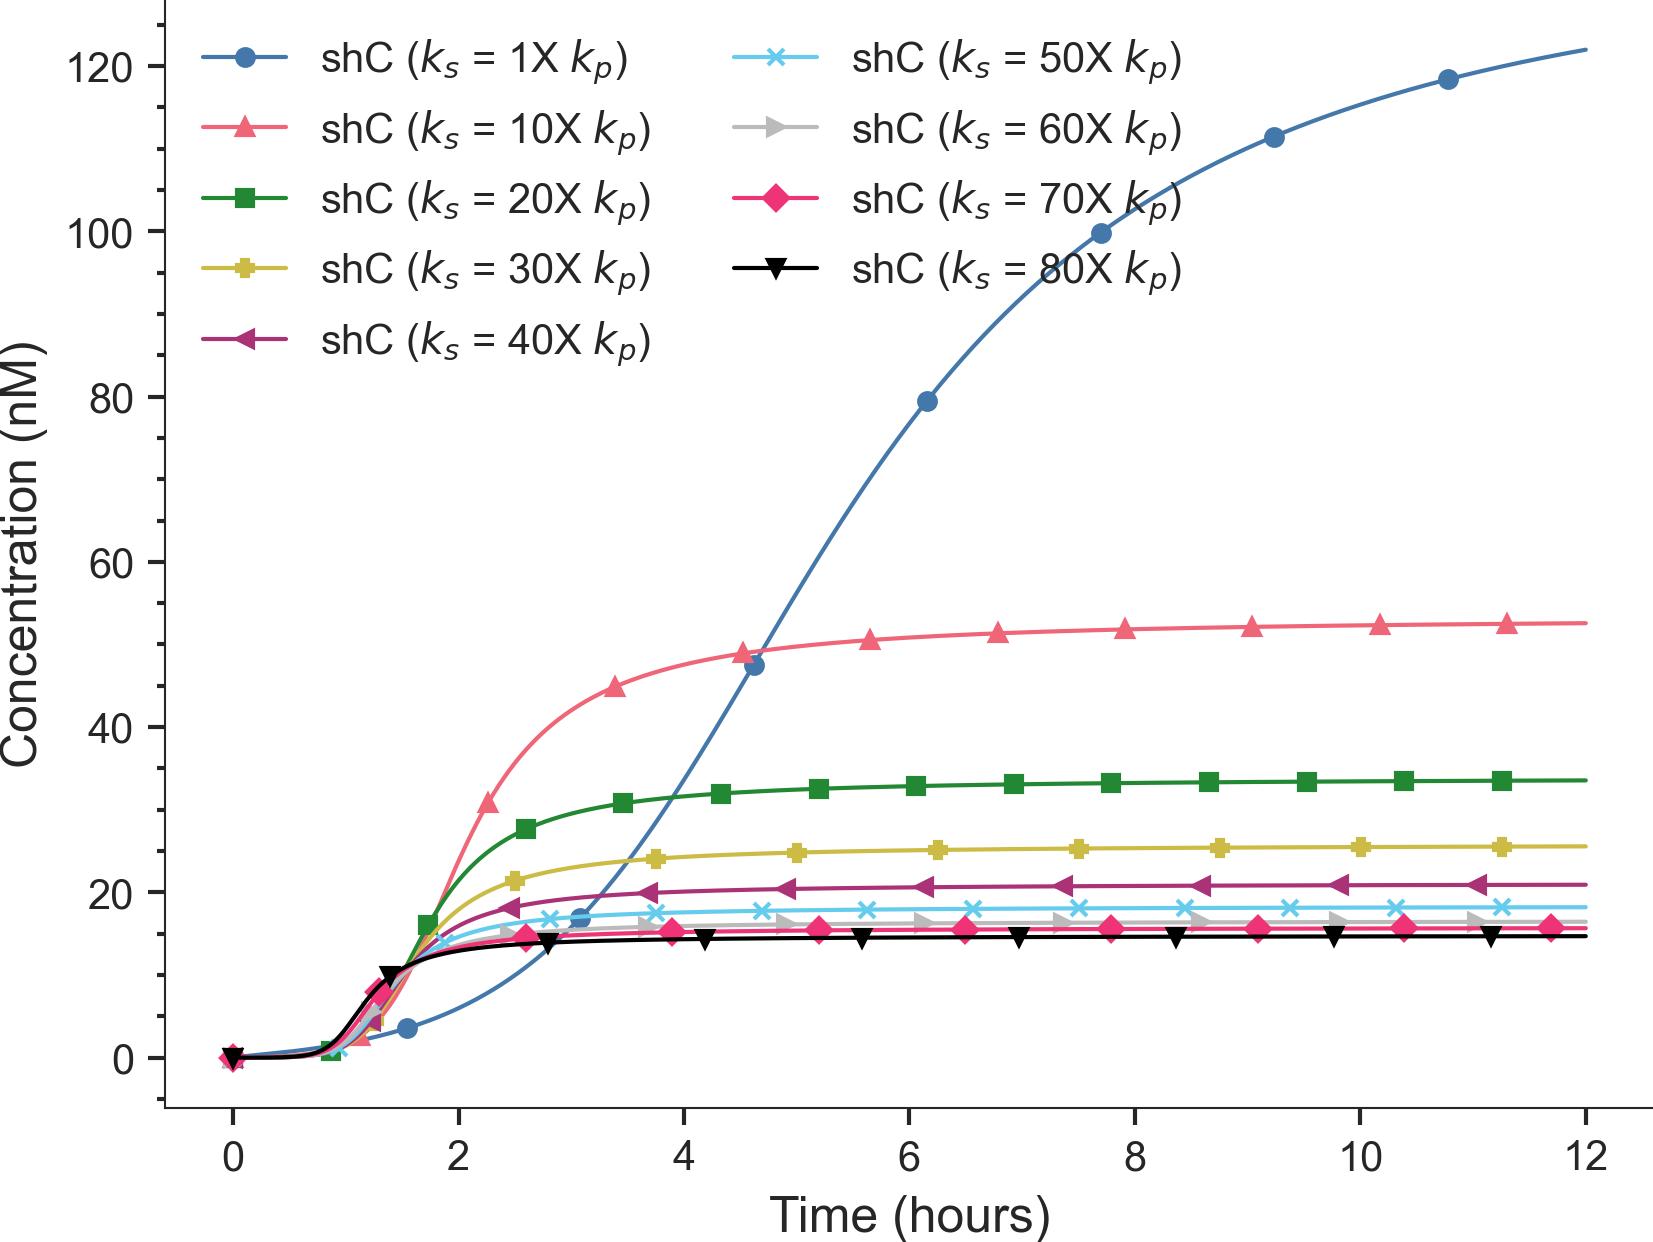 120
100
80
60
40
20
0
Concentration (nM)
shC (ks = 1X kp)
shC (ks = 10X kp)
shC (ks = 20X kp)
shC (ks = 30X kp)
shC (ks = 40X kp)
shC (ks = 50X kp)
shC (ks = 60X kp)
shC (ks = 70X kp)
shC (ks = 80X kp)
0 2 4 6 8 10 12
Time (hours)